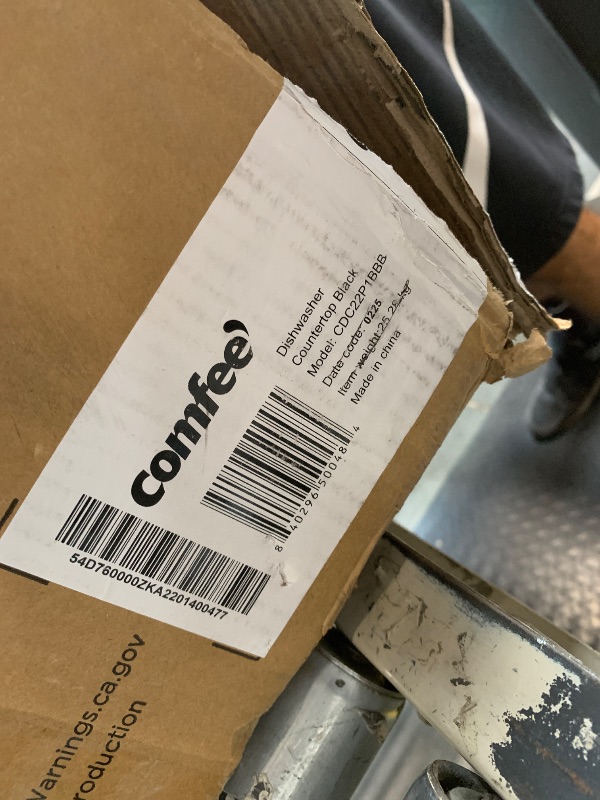 comfee'
Dishwasher
Countertop Black
Model: CDC22P1BBB
Date code: 0225
Item weight:25.25 kg
Made in china
8 40296 50048 4
54D760000ZKA2201400477
Warnings.ca.gov
roduction